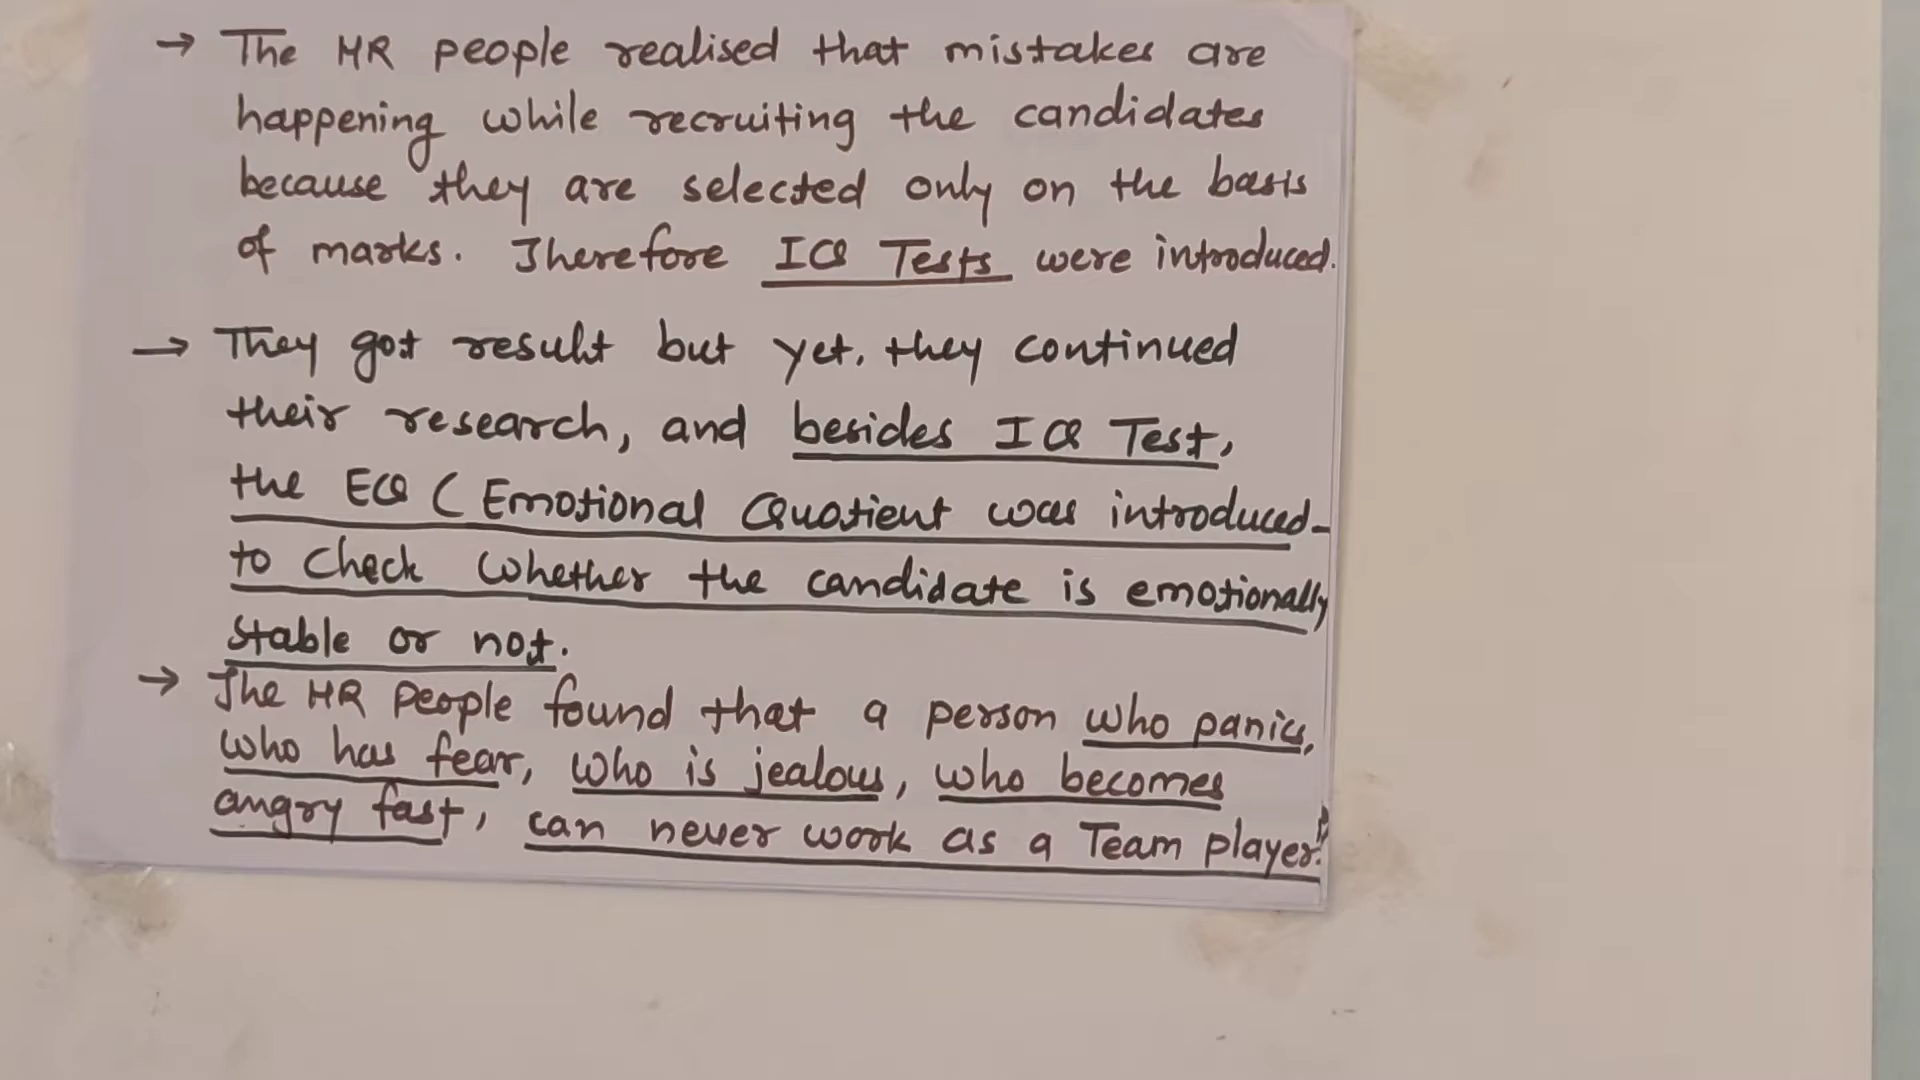 → The HR people realised that mistakes are
happening while recruiting the candidates
because they are selected only on the basis
of marks. Therefore IQ Tests were introduced.
→ They got result but yet, they continued
their research, and besides IQ Test,
the EQ (Emotional Quotient was introduced-
to check whether the candidate is emotionally
stable or not.
→ The HR people found that a person who panics,
who has fear, who is jealous, who becomes
angry fast, can never work as a Team player."